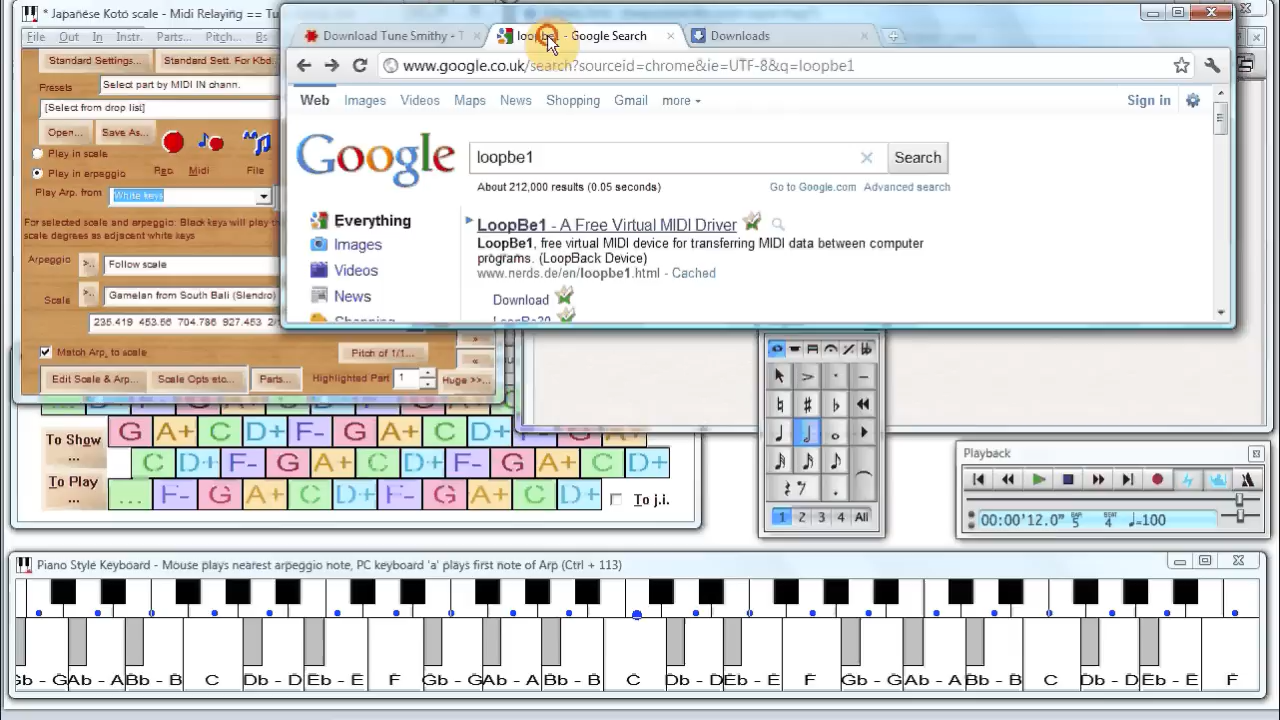 * Japanese Koto scale - Midi Relaying == Tun
File Out In Instr. Parts... Pitch... Bs
Standard Settings... Standard Sett. For Kbd.
Presets Select part by MIDI IN chann.
[Select from drop list]
Open... Save As...
Play in scale
Play in arpeggio
Rec Midi File
Play Arp. from White keys
For selected scale and arpeggio: Black keys will play
scale degrees as adjacent white keys
Arpeggio >.. Follow scale
Scale >.. Gamelan from South Bali (Slendro)
235.419 453.56 704.786 927.453 2/
Match Arp. to scale Pitch of 1/1...
Edit Scale & Arp... Scale Opts etc... Parts... Highlighted Part 1 Huge >>...
Download Tune Smithy - T
- Google Search
Downloads
www.google.co.uk/search?sourceid=chrome&ie=UTF-8&q=loopbe1
Web Images Videos Maps News Shopping Gmail more Sign in
Google loopbe1 Search
About 212,000 results (0.05 seconds) Go to Google.com Advanced search
Everything
Images
Videos
News
LoopBe1 - A Free Virtual MIDI Driver
LoopBe1, free virtual MIDI device for transferring MIDI data between computer
programs. (LoopBack Device)
www.nerds.de/en/loopbe1.html - Cached
Download
To Show
...
To Play
...
G A+ C D+ F- G A+ C D+
C D+ F- G A+ C D+ F- G A+ C D+
... F- G A+ C D+ F- G A+ C D+
To j.i.
1 2 3 4 All
Playback
00:00'12.0" BAR 5 BEAT 4 ♩=100
Piano Style Keyboard - Mouse plays nearest arpeggio note, PC keyboard 'a' plays first note of Arp (Ctrl + 113)
Gb - G Ab - A Bb - B C Db - D Eb - E F Gb - G Ab - A Bb - B C Db - D Eb - E F Gb - G Ab - A Bb - B C Db - D Eb - E F